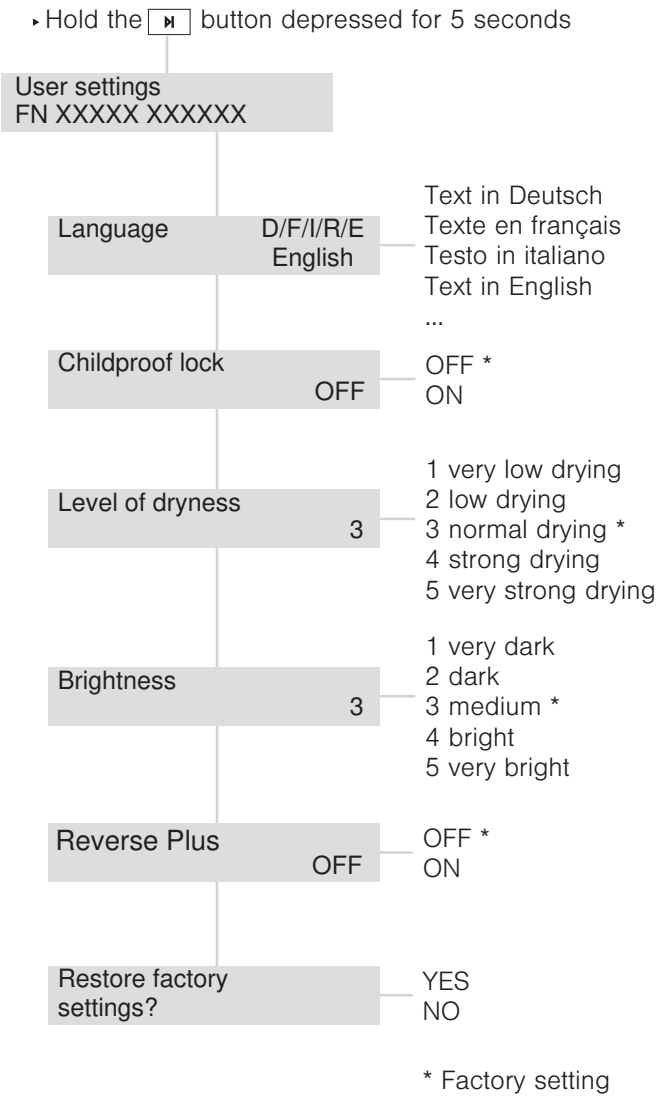 ▸ Hold the ⏯ button depressed for 5 seconds
User settings
FN XXXXX XXXXXX
Language D/F/I/R/E
English
Text in Deutsch
Texte en français
Testo in italiano
Text in English
...
Childproof lock
OFF
OFF *
ON
Level of dryness
3
1 very low drying
2 low drying
3 normal drying *
4 strong drying
5 very strong drying
Brightness
3
1 very dark
2 dark
3 medium *
4 bright
5 very bright
Reverse Plus
OFF
OFF *
ON
Restore factory
settings?
YES
NO
* Factory setting